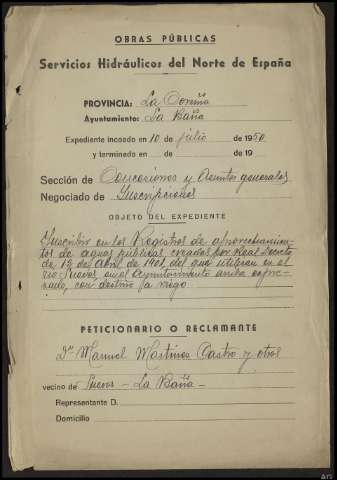 OBRAS PÚBLICAS
Servicios Hidráulicos del Norte de España
PROVINCIA: La Coruña
Ayuntamiento: La Baña
Expediente incoado en 10 de julio de 1950
y terminado en de de 19
Sección de Concesiones y Asuntos generales
Negociado de Inscripciones
OBJETO DEL EXPEDIENTE
Inscribir en los Registros de aprovechamien-
tos de aguas públicas creados por Real Decreto
de 12 de Abril de 1901, del que utilizan en el
rio en el Ayuntamiento arriba expre-
sado, con destino a riego
PETICIONARIO O RECLAMANTE
Dn Manuel Martinez Castro y otros
vecino de - La Baña -
Representante D.
Domicilio